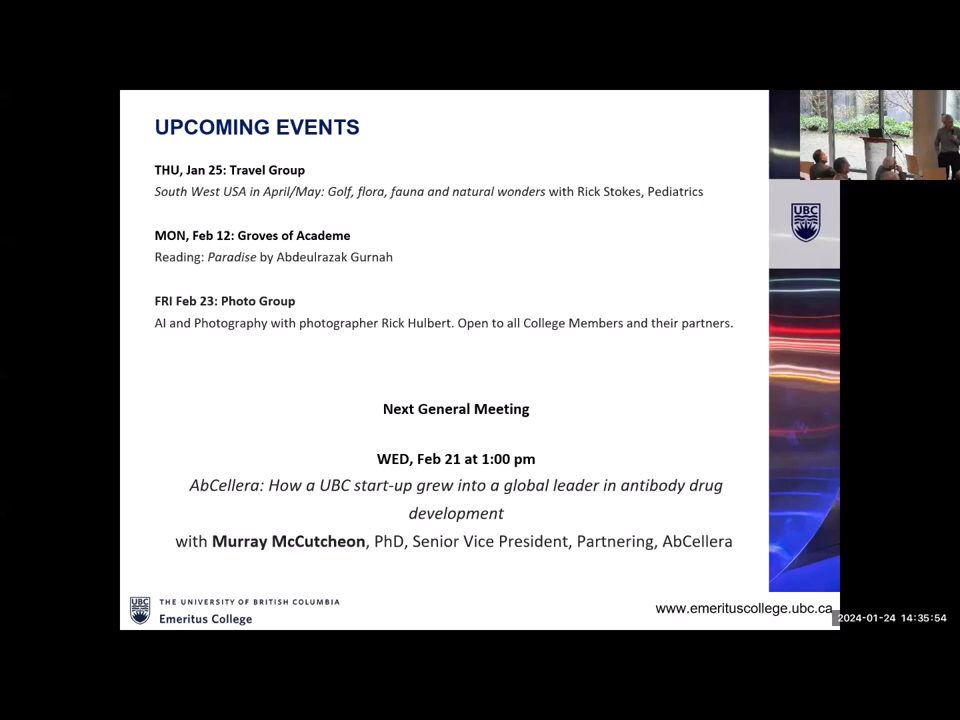 UPCOMING EVENTS
THU, Jan 25: Travel Group
South West USA in April/May: Golf, flora, fauna and natural wonders with Rick Stokes, Pediatrics
MON, Feb 12: Groves of Academe
Reading: Paradise by Abdeulrazak Gurnah
FRI Feb 23: Photo Group
AI and Photography with photographer Rick Hulbert. Open to all College Members and their partners.
Next General Meeting
WED, Feb 21 at 1:00 pm
AbCellera: How a UBC start-up grew into a global leader in antibody drug
development
with Murray McCutcheon, PhD, Senior Vice President, Partnering, AbCellera
UBC
UBC
THE UNIVERSITY OF BRITISH COLUMBIA
Emeritus College
www.emerituscollege.ubc.ca
2024-01-24 14:35:54